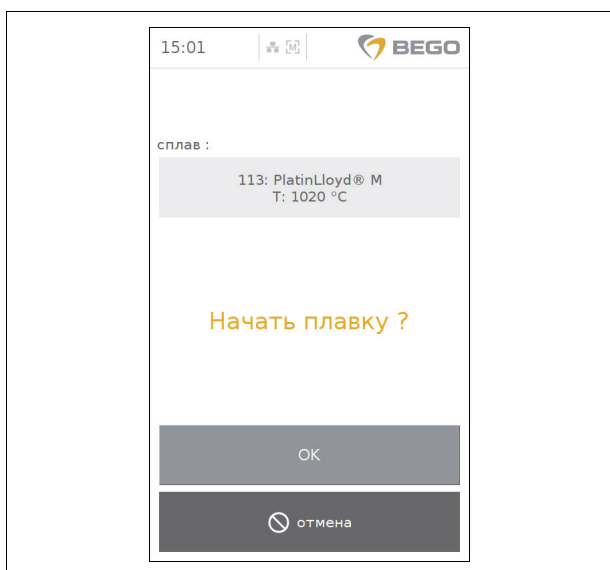 15:01 [M] BEGO
сплав :
113: PlatinLloyd® M
T: 1020 °C
Начать плавку ?
OK
отмена